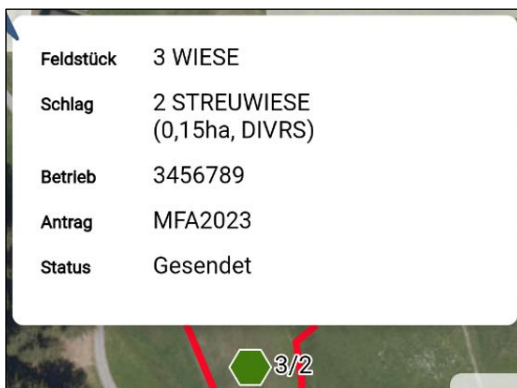 Feldstück 3 WIESE
Schlag 2 STREUWIESE
(0,15ha, DIVRS)
Betrieb 3456789
Antrag MFA2023
Status Gesendet
3/2